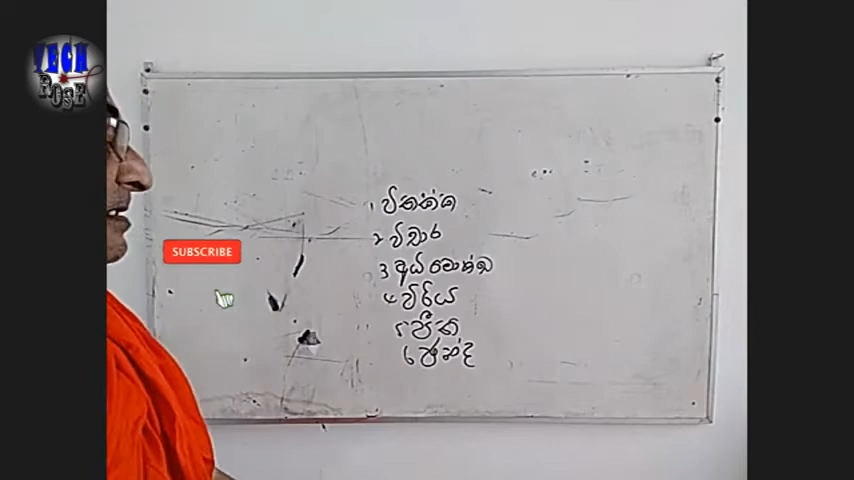 TECH
ROSE
SUBSCRIBE
1 විතක්ක
2 විචාර
3 අධිමොක්ඛ
4 විරිය
5 පීති
6 ඡන්ද